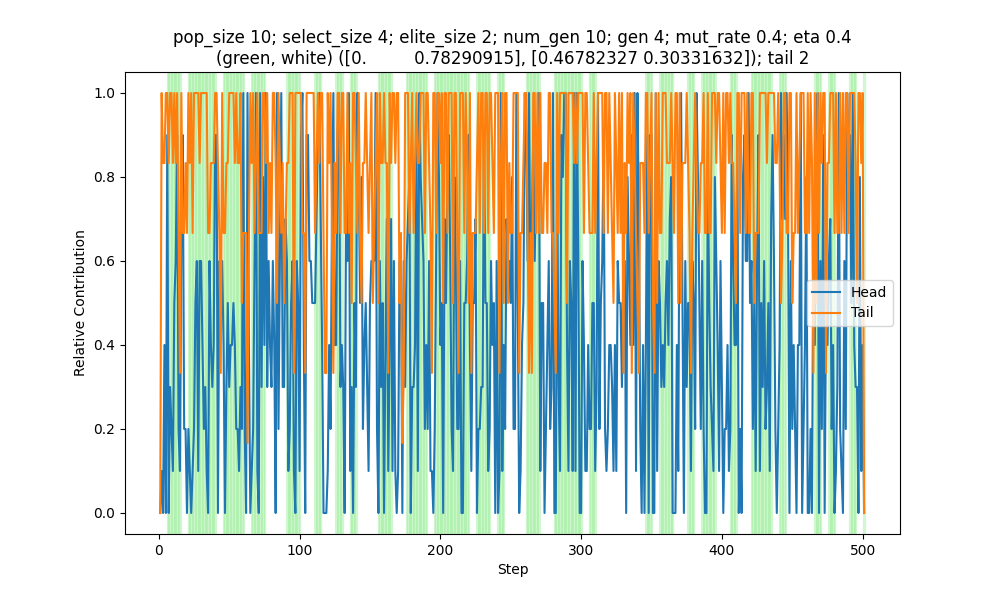 pop_size 10; select_size 4; elite_size 2; num_gen 10; gen 4; mut_rate 0.4; eta 0.4
(green, white) ([0.         0.78290915], [0.46782327 0.30331632]); tail 2
1.0
0.8
0.6
0.4
0.2
0.0
Relative Contribution
Head
Tail
0
100
200
300
400
500
Step